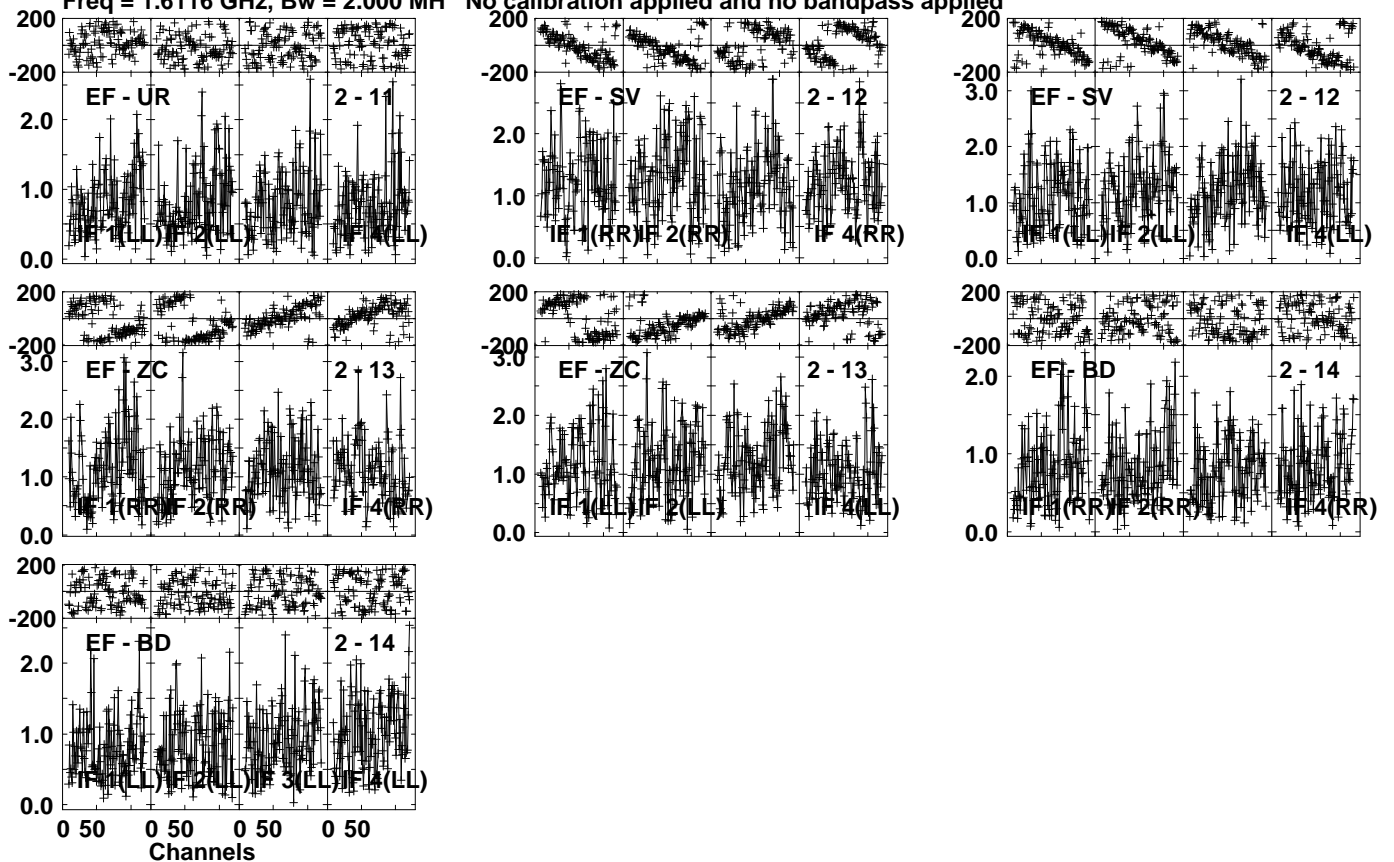 Freq = 1.6116 GHz, Bw = 2.000 MH No calibration applied and no bandpass applied
200
-200
EF - UR 2 - 11
2.0
1.0
IF 1(LL) IF 2(LL) IF 4(LL)
0.0
200
-200
EF - SV 2 - 12
2.0
1.0
IF 1(RR) IF 2(RR) IF 4(RR)
0.0
200
-200
3.0
EF - SV 2 - 12
2.0
1.0
IF 1(LL) IF 2(LL) IF 4(LL)
0.0
200
-200
3.0
EF - ZC 2 - 13
2.0
1.0
IF 1(RR) IF 2(RR) IF 4(RR)
0.0
200
-200
3.0
EF - ZC 2 - 13
2.0
1.0
IF 1(LL) IF 2(LL) IF 4(LL)
0.0
200
-200
EF - BD 2 - 14
2.0
1.0
IF 1(RR) IF 2(RR) IF 4(RR)
0.0
200
-200
EF - BD 2 - 14
2.0
1.0
IF 1(LL) IF 2(LL) IF 3(LL) IF 4(LL)
0.0
0 50 0 50 0 50 0 50
Channels